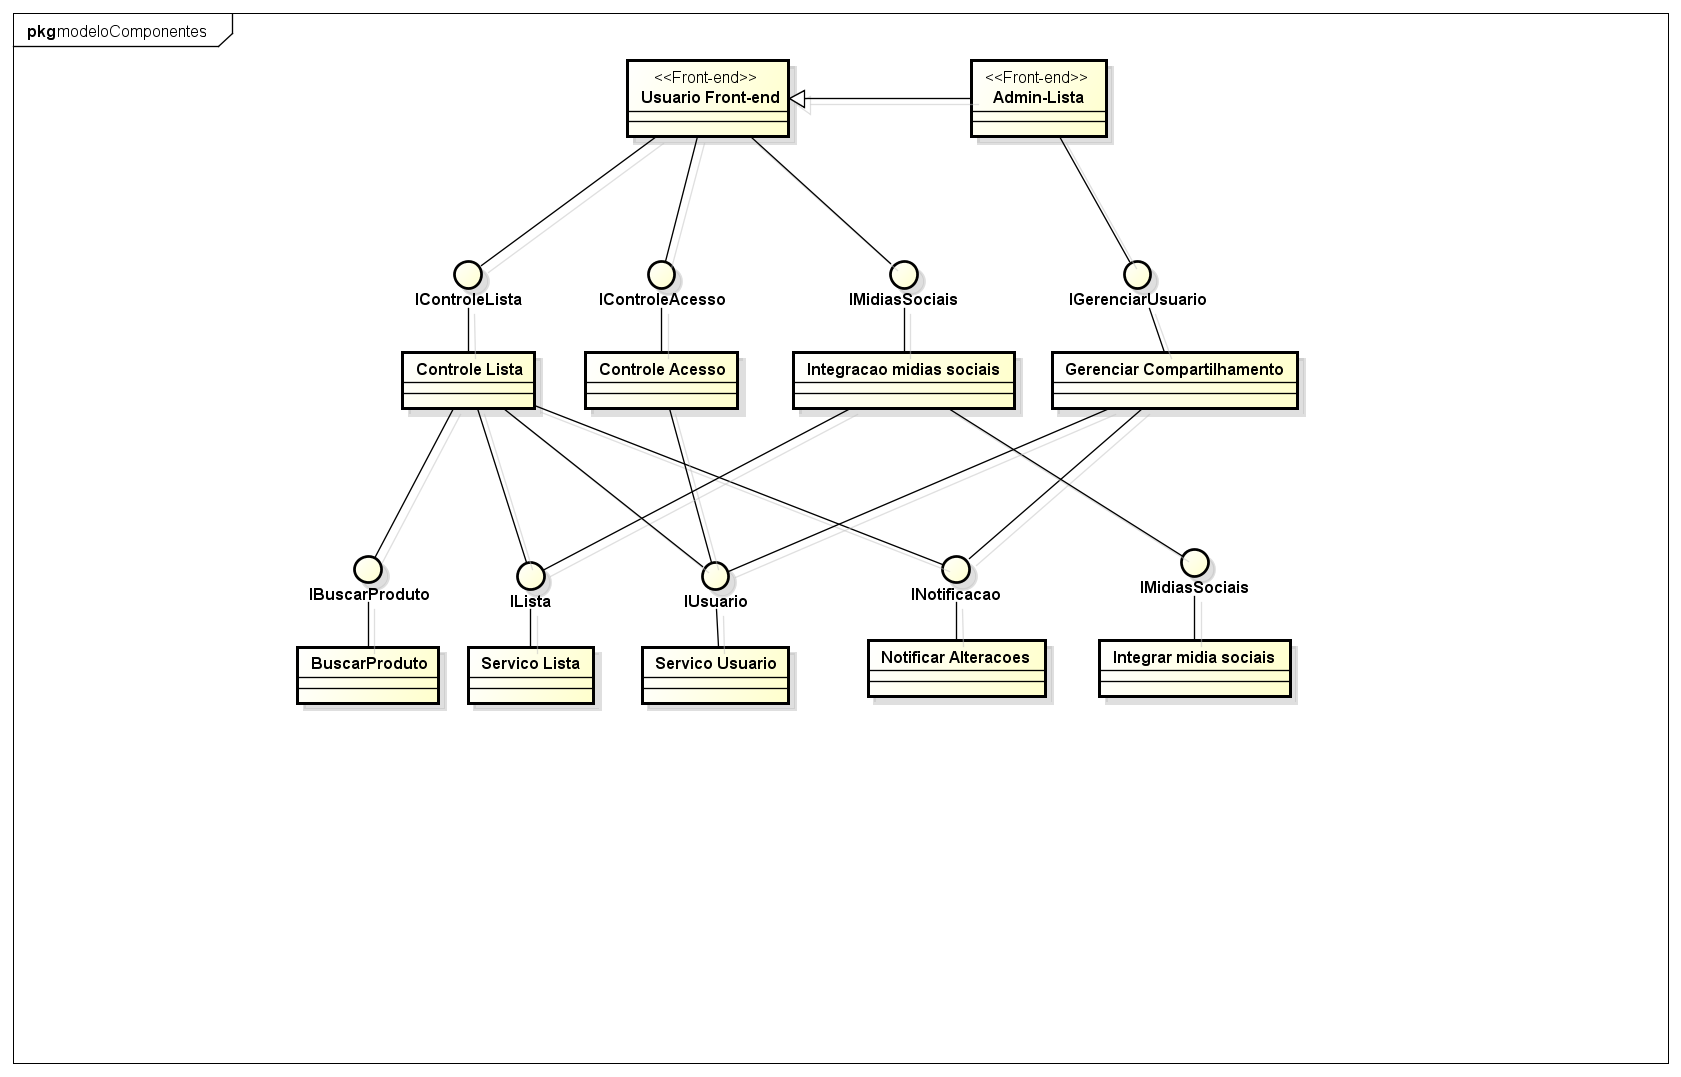 pkg modeloComponentes
<<Front-end>>
Usuario Front-end
<<Front-end>>
Admin-Lista
IControleLista
IControleAcesso
IMidiasSociais
IGerenciarUsuario
Controle Lista
Controle Acesso
Integracao midias sociais
Gerenciar Compartilhamento
IBuscarProduto
ILista
IUsuario
INotificacao
IMidiasSociais
BuscarProduto
Servico Lista
Servico Usuario
Notificar Alteracoes
Integrar midia sociais